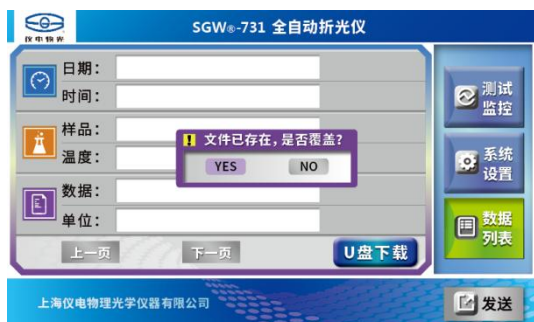 仪电物光
SGW®-731 全自动折光仪
日期：
时间：
样品：
温度：
数据：
单位：
! 文件已存在，是否覆盖？
YES NO
上一页 下一页 U盘下载
测试
监控
系统
设置
数据
列表
上海仪电物理光学仪器有限公司
发送